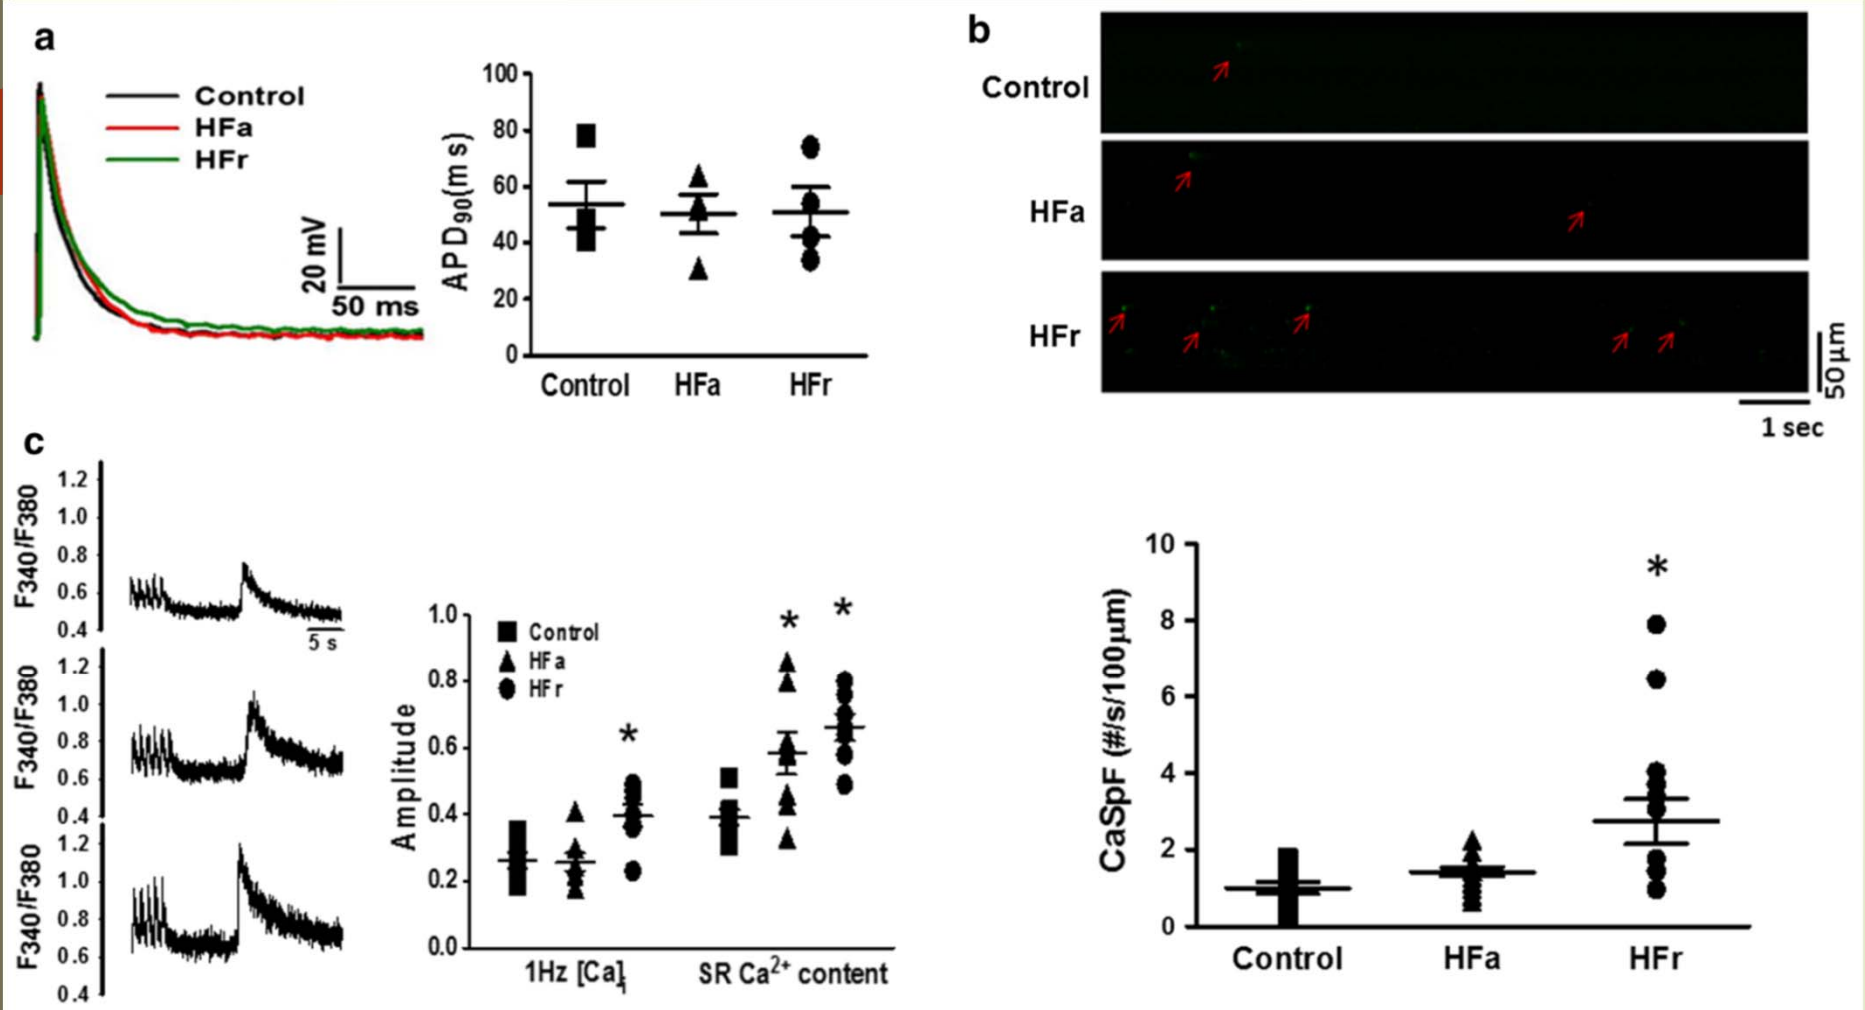 a
Control
HFa
HFr
20 mV
50 ms
APD90(m s)
100
80
60
40
20
0
Control
HFa
HFr
b
Control
HFa
HFr
50µm
1 sec
c
F340/F380
1.2
1.0
0.8
0.6
0.4
5 s
F340/F380
1.2
1.0
0.8
0.6
0.4
F340/F380
1.2
1.0
0.8
0.6
0.4
Amplitude
1.0
0.8
0.6
0.4
0.2
0.0
Control
HFa
HFr
*
*
*
1Hz [Ca]i
SR Ca2+ content
CaSpF (#/s/100µm)
10
8
6
4
2
0
*
Control
HFa
HFr